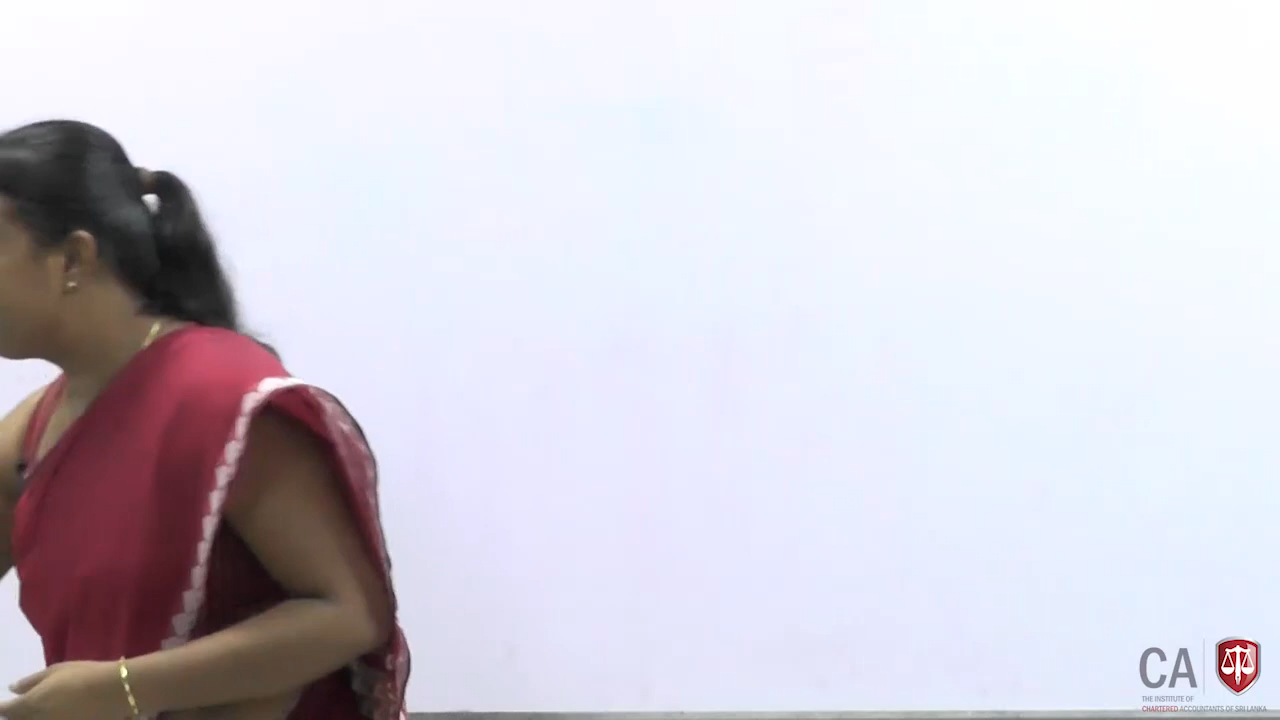 CA
THE INSTITUTE OF
CHARTERED ACCOUNTANTS OF SRI LANKA